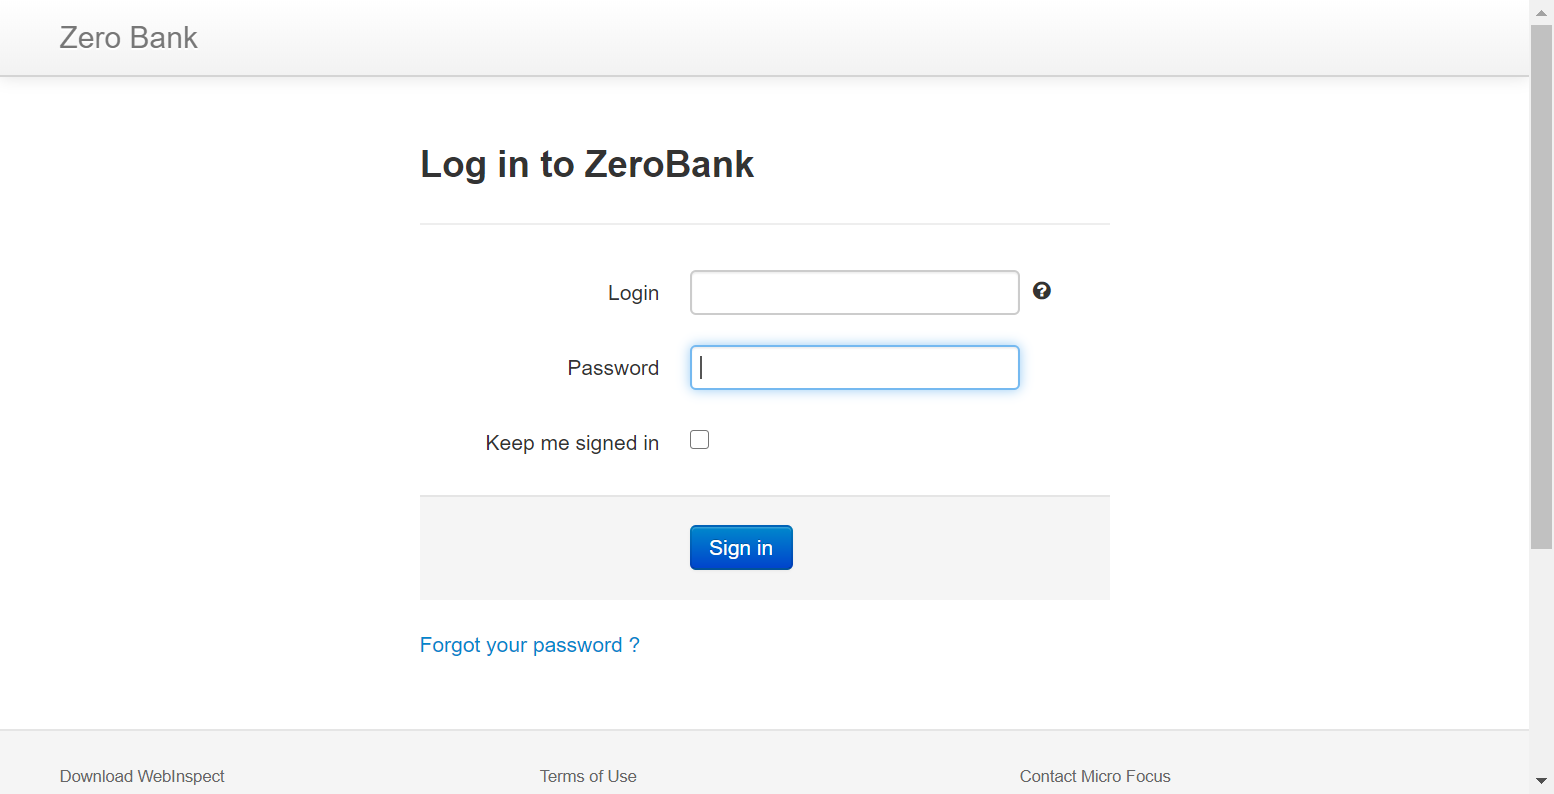 Zero Bank
Log in to ZeroBank
Login
Password
Keep me signed in
Sign in
Forgot your password ?
Download WebInspect
Terms of Use
Contact Micro Focus